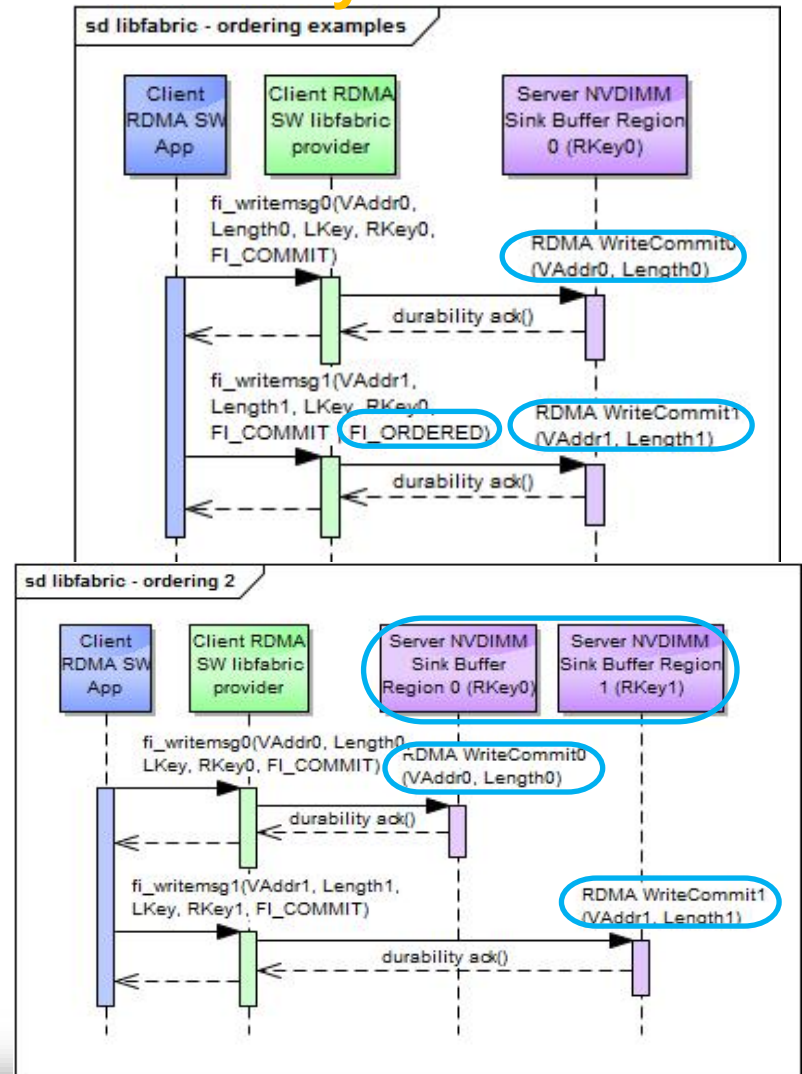 sd libfabric - ordering examples
Client
RDMA SW
App
Client RDMA
SW libfabric
provider
Server NVDIMM
Sink Buffer Region
0 (RKey0)
fi_writemsg0(VAddr0,
Length0, LKey, RKey0,
FI_COMMIT)
RDMA WriteCommit0
(VAddr0, Length0)
durability ack()
fi_writemsg1(VAddr1,
Length1, LKey, RKey0,
FI_COMMIT | FI_ORDERED)
RDMA WriteCommit1
(VAddr1, Length1)
durability ack()
sd libfabric - ordering 2
Client
RDMA SW
App
Client RDMA
SW libfabric
provider
Server NVDIMM
Sink Buffer
Region 0 (RKey0)
Server NVDIMM
Sink Buffer Region
1 (RKey1)
fi_writemsg0(VAddr0, Length0,
LKey, RKey0, FI_COMMIT)
RDMA WriteCommit0
(VAddr0, Length0)
durability ack()
fi_writemsg1(VAddr1, Length1,
LKey, RKey1, FI_COMMIT)
RDMA WriteCommit1
(VAddr1, Length1)
durability ack()